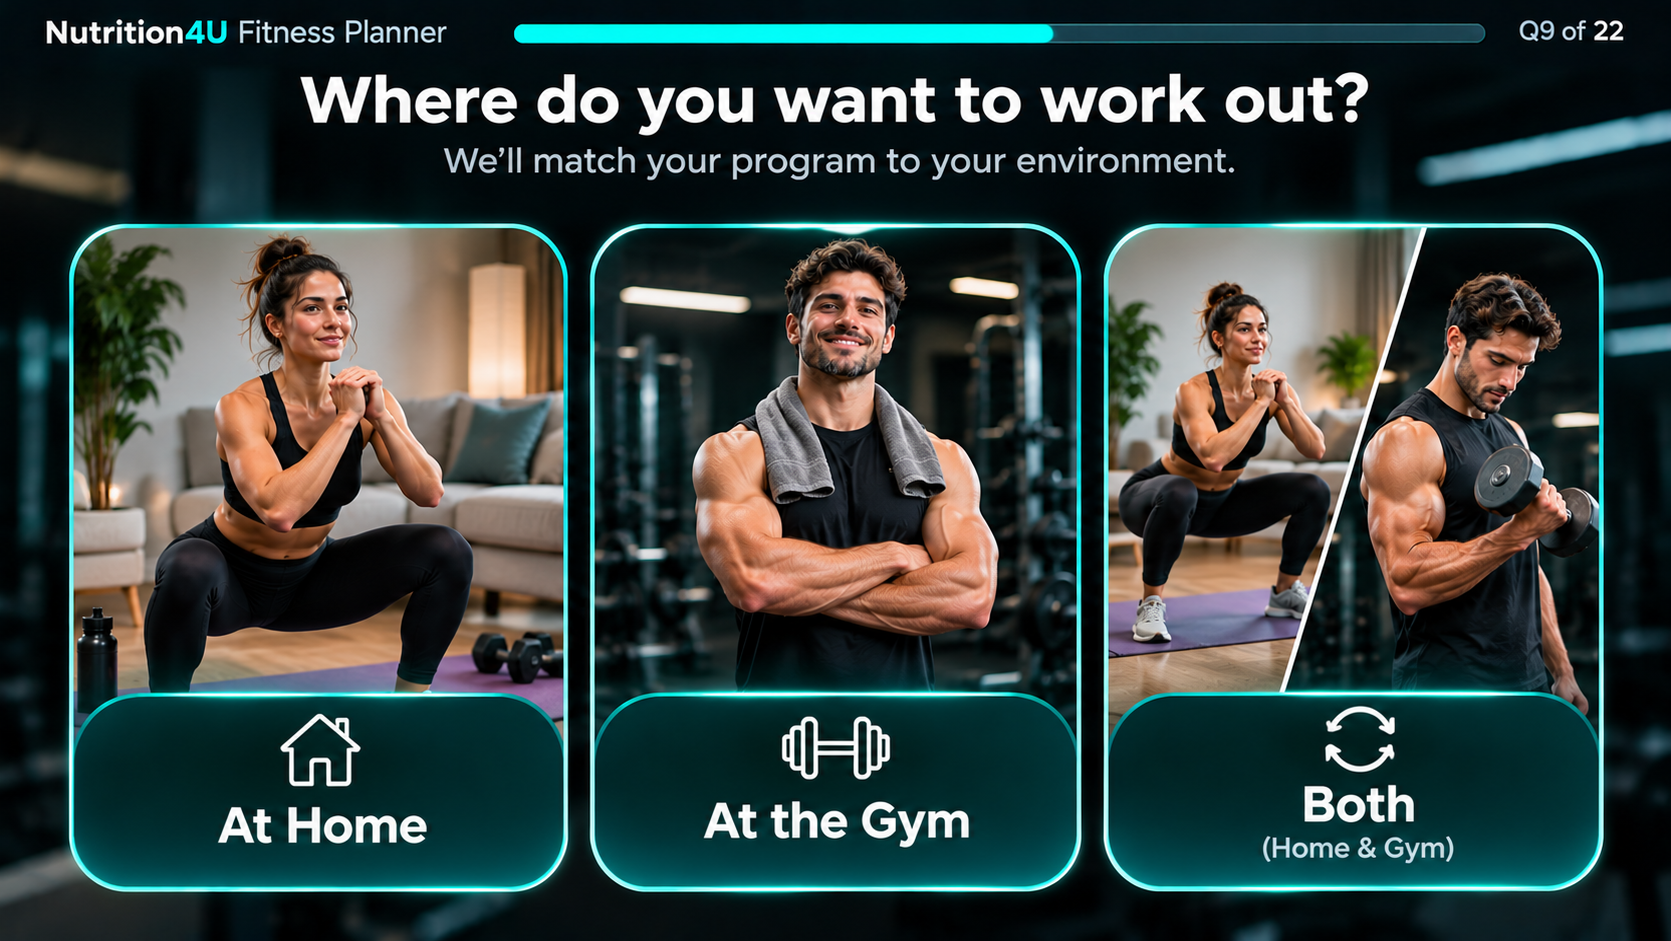 Nutrition4U Fitness Planner
Q9 of 22
Where do you want to work out?
We’ll match your program to your environment.
At Home
At the Gym
Both
(Home & Gym)